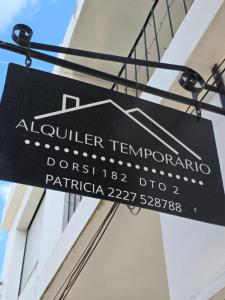 ALQUILER TEMPORARIO
DORSI 182 DTO 2
PATRICIA 2227 528788